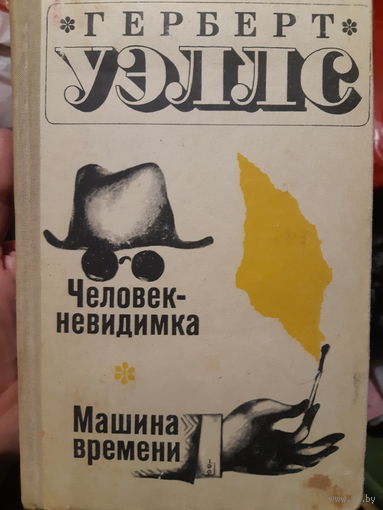 ГЕРБЕРТ
УЭЛЛС
Человек-
невидимка
Машина
времени